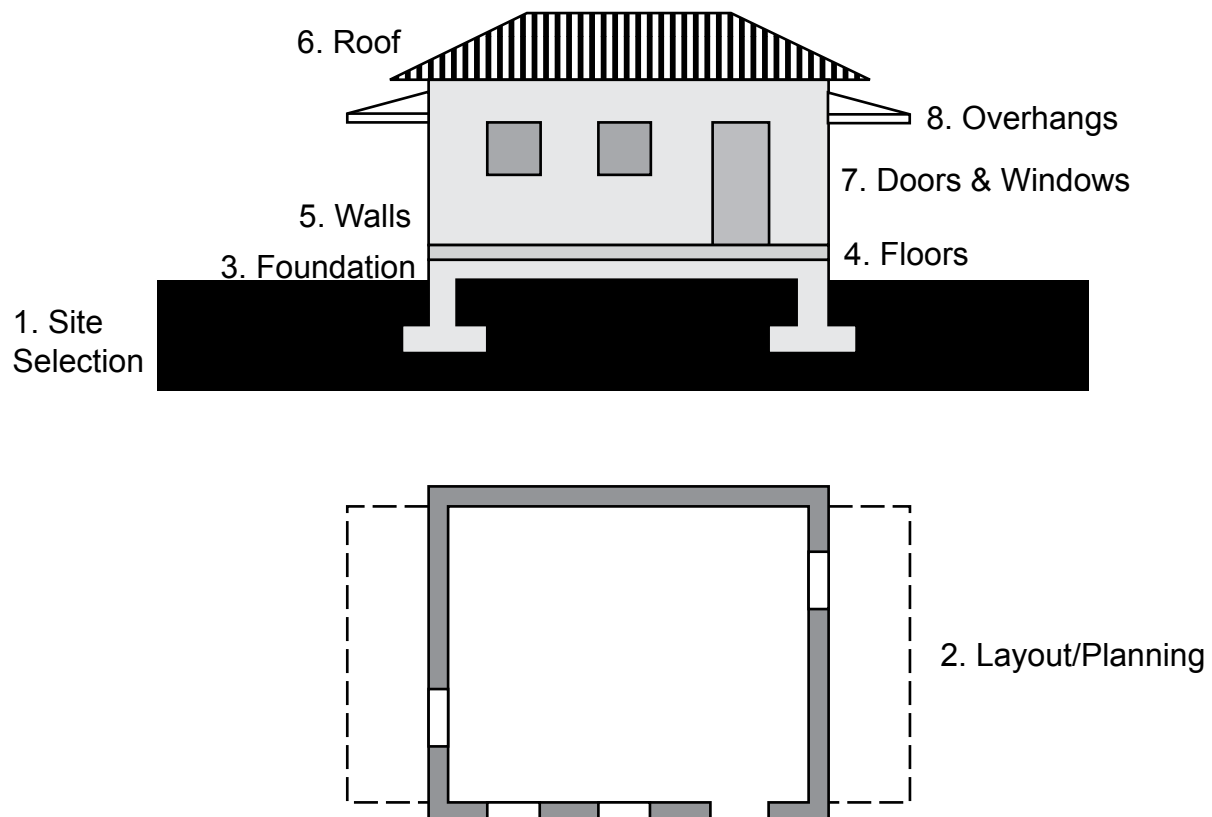 6. Roof
8. Overhangs
7. Doors & Windows
5. Walls
4. Floors
3. Foundation
1. Site
Selection
2. Layout/Planning